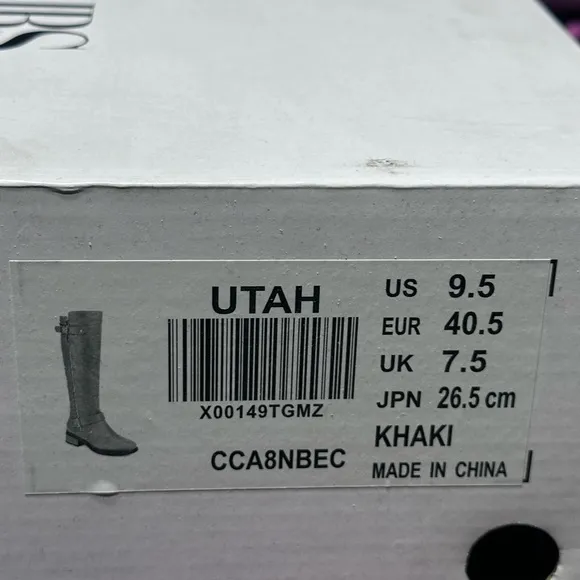 BS
UTAH
X00149TGMZ
CCA8NBEC
US 9.5
EUR 40.5
UK 7.5
JPN 26.5 cm
KHAKI
MADE IN CHINA